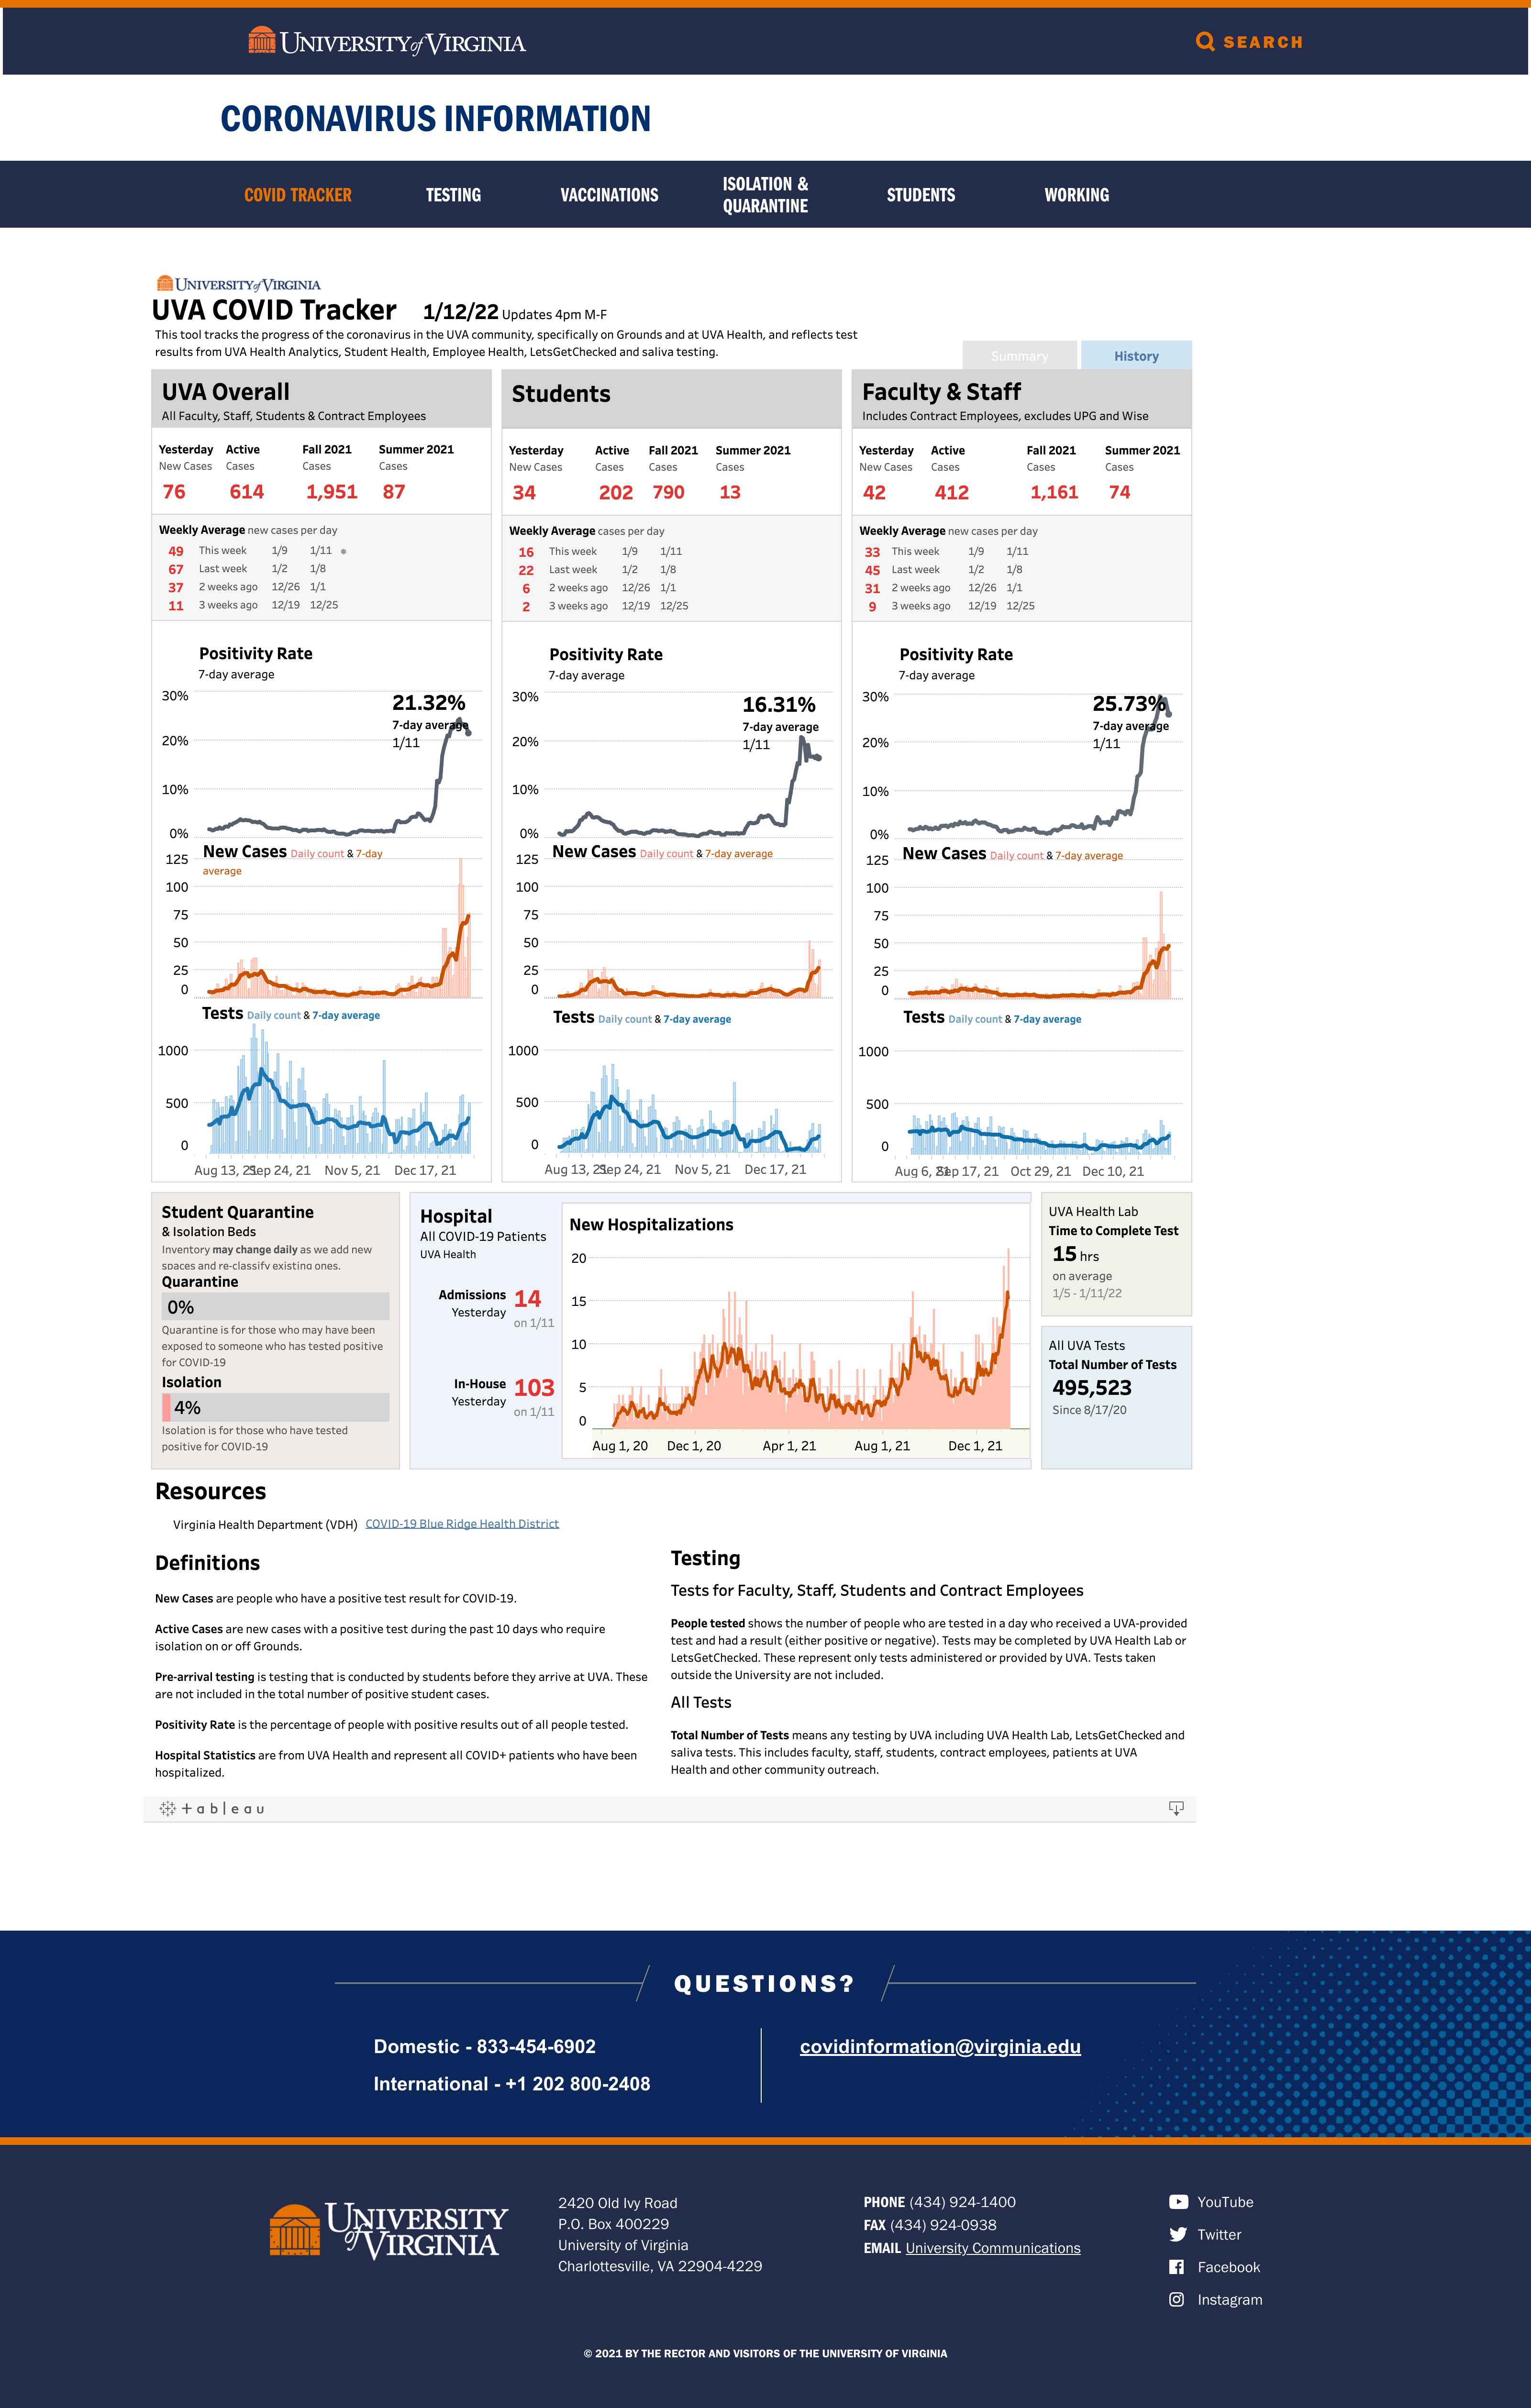 UNIVERSITY of VIRGINIA
SEARCH
CORONAVIRUS INFORMATION
COVID TRACKER
TESTING
VACCINATIONS
ISOLATION &
QUARANTINE
STUDENTS
WORKING
UNIVERSITY of VIRGINIA
UVA COVID Tracker 1/12/22 Updates 4pm M-F
This tool tracks the progress of the coronavirus in the UVA community, specifically on Grounds and at UVA Health, and reflects test
results from UVA Health Analytics, Student Health, Employee Health, LetsGetChecked and saliva testing.
Summary
History
UVA Overall
All Faculty, Staff, Students & Contract Employees
Yesterday Active Fall 2021 Summer 2021
New Cases Cases Cases Cases
76 614 1,951 87
Weekly Average new cases per day
49 This week 1/9 1/11 *
67 Last week 1/2 1/8
37 2 weeks ago 12/26 1/1
11 3 weeks ago 12/19 12/25
Positivity Rate
7-day average
30%
20%
10%
0%
21.32%
7-day average
1/11
New Cases Daily count & 7-day
average
125
100
75
50
25
0
Tests Daily count & 7-day average
1000
500
0
Aug 13, 21 Sep 24, 21 Nov 5, 21 Dec 17, 21
Students
Yesterday Active Fall 2021 Summer 2021
New Cases Cases Cases Cases
34 202 790 13
Weekly Average cases per day
16 This week 1/9 1/11
22 Last week 1/2 1/8
6 2 weeks ago 12/26 1/1
2 3 weeks ago 12/19 12/25
Positivity Rate
7-day average
30%
20%
10%
0%
16.31%
7-day average
1/11
New Cases Daily count & 7-day average
125
100
75
50
25
0
Tests Daily count & 7-day average
1000
500
0
Aug 13, 21 Sep 24, 21 Nov 5, 21 Dec 17, 21
Faculty & Staff
Includes Contract Employees, excludes UPG and Wise
Yesterday Active Fall 2021 Summer 2021
New Cases Cases Cases Cases
42 412 1,161 74
Weekly Average new cases per day
33 This week 1/9 1/11
45 Last week 1/2 1/8
31 2 weeks ago 12/26 1/1
9 3 weeks ago 12/19 12/25
Positivity Rate
7-day average
30%
20%
10%
0%
25.73%
7-day average
1/11
New Cases Daily count & 7-day average
125
100
75
50
25
0
Tests Daily count & 7-day average
1000
500
0
Aug 6, 21 Sep 17, 21 Oct 29, 21 Dec 10, 21
Student Quarantine
& Isolation Beds
Inventory may change daily as we add new
spaces and re-classify existing ones.
Quarantine
0%
Quarantine is for those who may have been
exposed to someone who has tested positive
for COVID-19
Isolation
4%
Isolation is for those who have tested
positive for COVID-19
Hospital
All COVID-19 Patients
UVA Health
Admissions 14
Yesterday
on 1/11
In-House 103
Yesterday
on 1/11
New Hospitalizations
20
15
10
5
0
Aug 1, 20 Dec 1, 20 Apr 1, 21 Aug 1, 21 Dec 1, 21
UVA Health Lab
Time to Complete Test
15 hrs
on average
1/5 - 1/11/22
All UVA Tests
Total Number of Tests
495,523
Since 8/17/20
Resources
Virginia Health Department (VDH) COVID-19 Blue Ridge Health District
Definitions
New Cases are people who have a positive test result for COVID-19.
Active Cases are new cases with a positive test during the past 10 days who require
isolation on or off Grounds.
Pre-arrival testing is testing that is conducted by students before they arrive at UVA. These
are not included in the total number of positive student cases.
Positivity Rate is the percentage of people with positive results out of all people tested.
Hospital Statistics are from UVA Health and represent all COVID+ patients who have been
hospitalized.
Testing
Tests for Faculty, Staff, Students and Contract Employees
People tested shows the number of people who are tested in a day who received a UVA-provided
test and had a result (either positive or negative). Tests may be completed by UVA Health Lab or
LetsGetChecked. These represent only tests administered or provided by UVA. Tests taken
outside the University are not included.
All Tests
Total Number of Tests means any testing by UVA including UVA Health Lab, LetsGetChecked and
saliva tests. This includes faculty, staff, students, contract employees, patients at UVA
Health and other community outreach.
+ableau
QUESTIONS?
Domestic - 833-454-6902
International - +1 202 800-2408
covidinformation@virginia.edu
UNIVERSITY
of VIRGINIA
2420 Old Ivy Road
P.O. Box 400229
University of Virginia
Charlottesville, VA 22904-4229
PHONE (434) 924-1400
FAX (434) 924-0938
EMAIL University Communications
YouTube
Twitter
Facebook
Instagram
© 2021 BY THE RECTOR AND VISITORS OF THE UNIVERSITY OF VIRGINIA